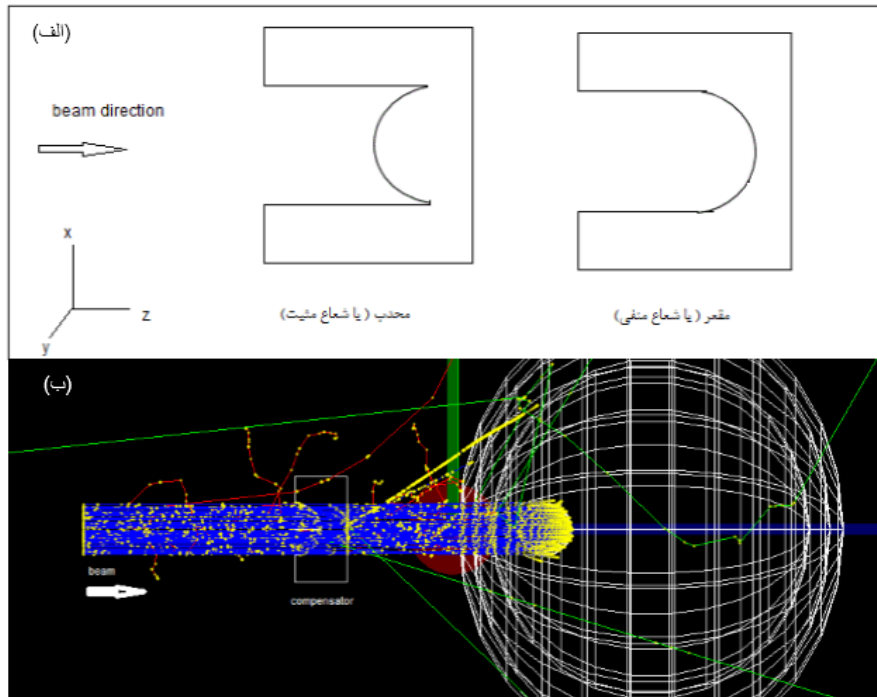 (الف)
beam direction
x
z
y
محدب ( یا شعاع مثبت)
مقعر ( یا شعاع منفی)
(ب)
beam
compensator